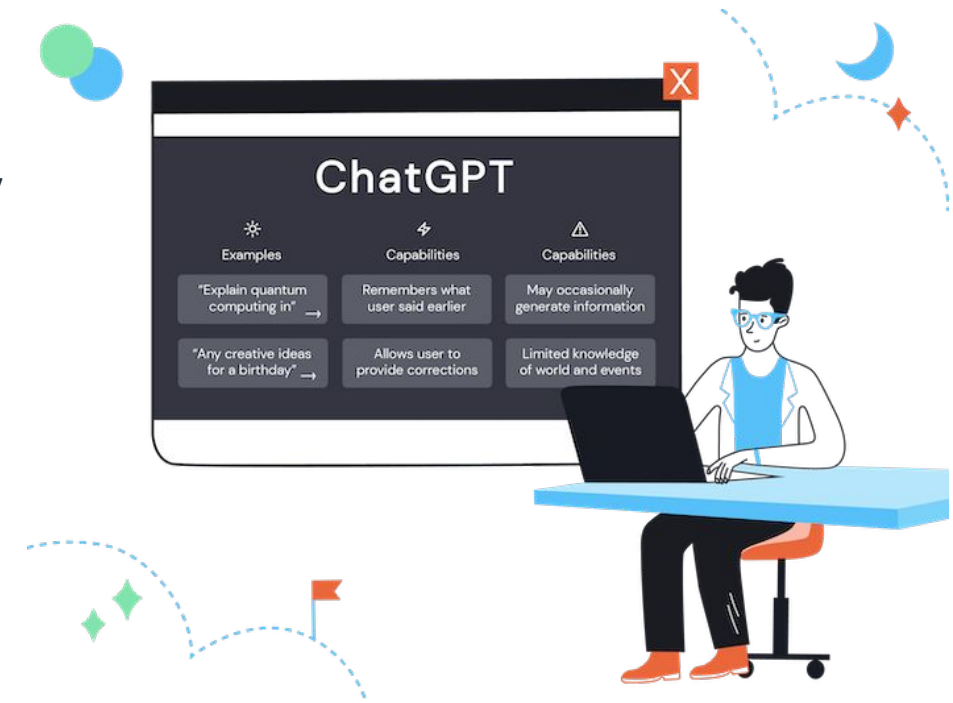 X
ChatGPT
Examples
Capabilities
Capabilities
"Explain quantum
computing in" →
Remembers what
user said earlier
May occasionally
generate information
"Any creative ideas
for a birthday" →
Allows user to
provide corrections
Limited knowledge
of world and events